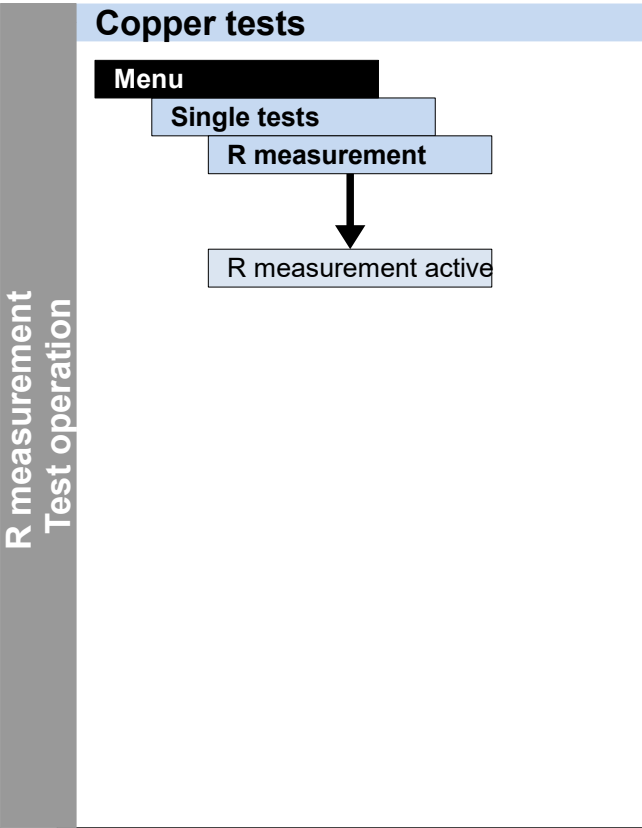 Copper tests
Menu
Single tests
R measurement
R measurement active
R measurement
Test operation